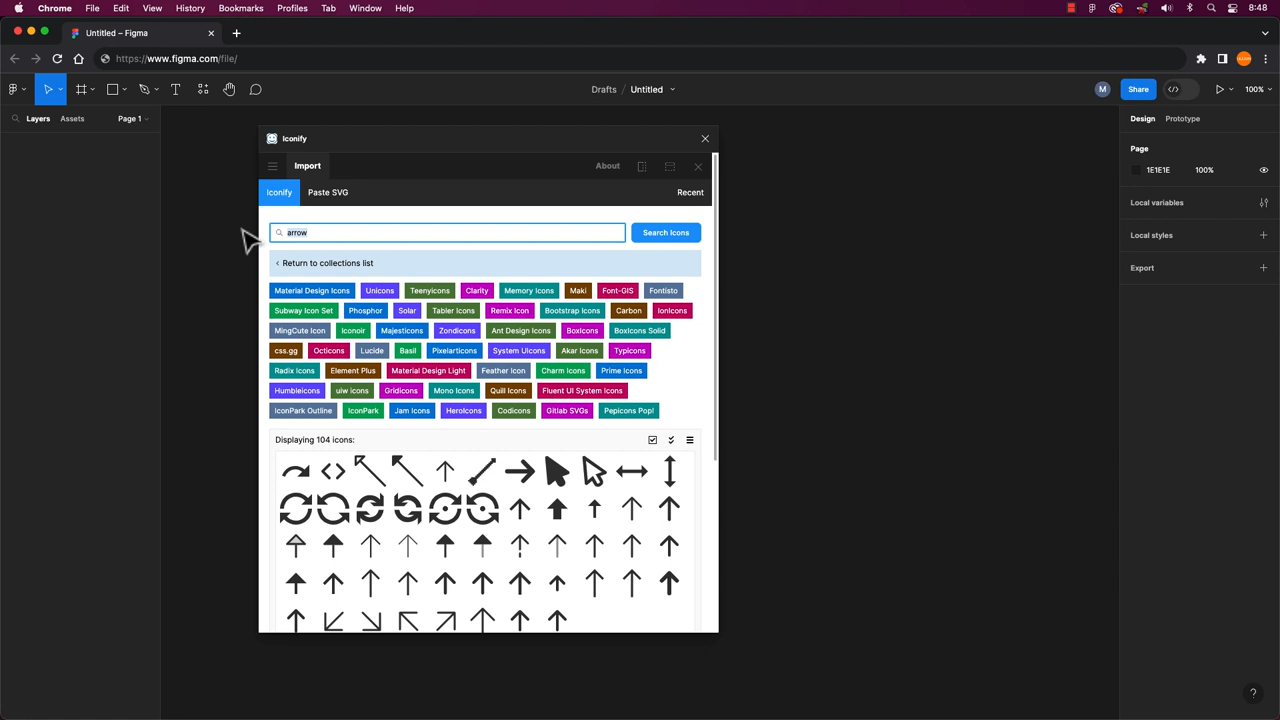 Chrome File Edit View History Bookmarks Profiles Tab Window Help 8:48
Untitled – Figma
https://www.figma.com/file/
Drafts / Untitled M Share 100%
Layers Assets Page 1 Design Prototype
Iconify
Page
Import About
1E1E1E 100%
Iconify Paste SVG Recent
Local variables
arrow Search Icons
Local styles
Return to collections list
Export
Material Design Icons Unicons Teenyicons Clarity Memory Icons Maki Font-GIS Fontisto
Subway Icon Set Phosphor Solar Tabler Icons Remix Icon Bootstrap Icons Carbon IonIcons
MingCute Icon Iconoir Majesticons Zondicons Ant Design Icons BoxIcons BoxIcons Solid
css.gg Octicons Lucide Basil Pixelarticons System UIcons Akar Icons Typicons
Radix Icons Element Plus Material Design Light Feather Icon Charm Icons Prime Icons
Humbleicons uiw icons Gridicons Mono Icons Quill Icons Fluent UI System Icons
IconPark Outline IconPark Jam Icons HeroIcons Codicons Gitlab SVGs Pepicons Pop!
Displaying 104 icons:
?